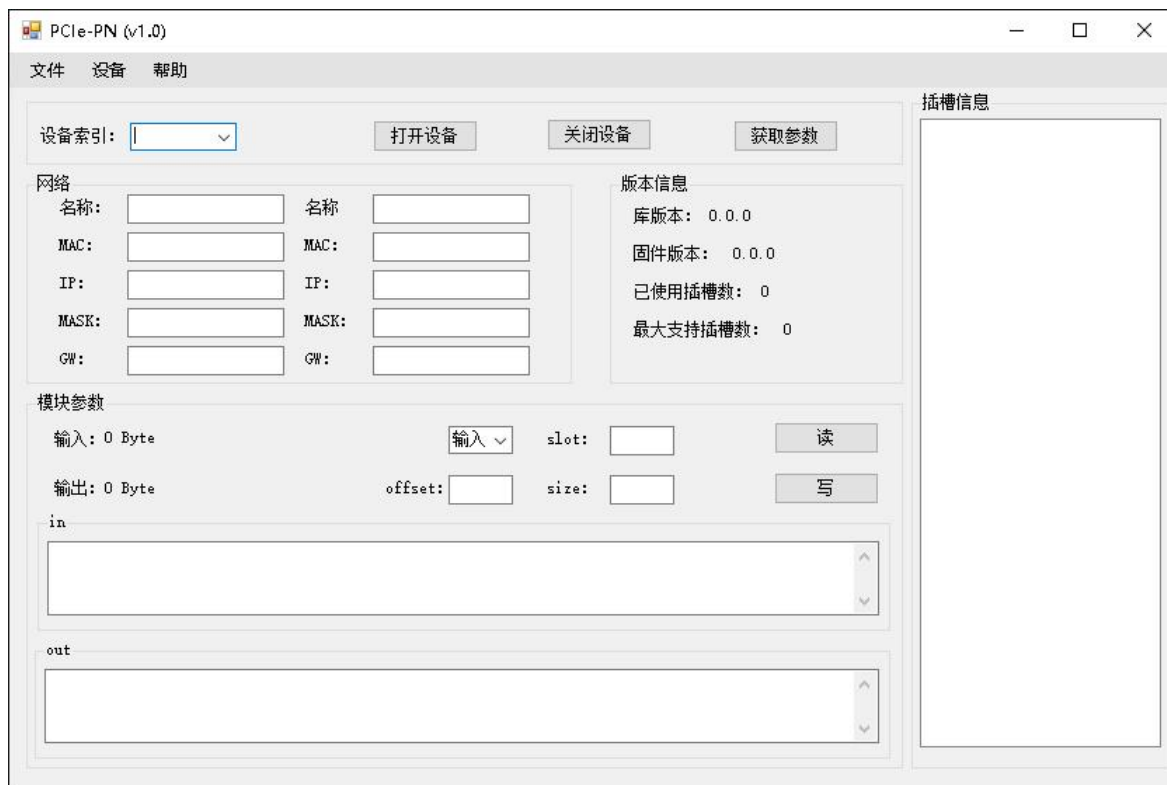 PCIe-PN (v1.0)
文件 设备 帮助
设备索引: 打开设备 关闭设备 获取参数
网络
名称: 名称
MAC: MAC:
IP: IP:
MASK: MASK:
GW: GW:
版本信息
库版本: 0.0.0
固件版本: 0.0.0
已使用插槽数: 0
最大支持插槽数: 0
模块参数
输入: 0 Byte 输入 slot: 读
输出: 0 Byte offset: size: 写
in
out
插槽信息